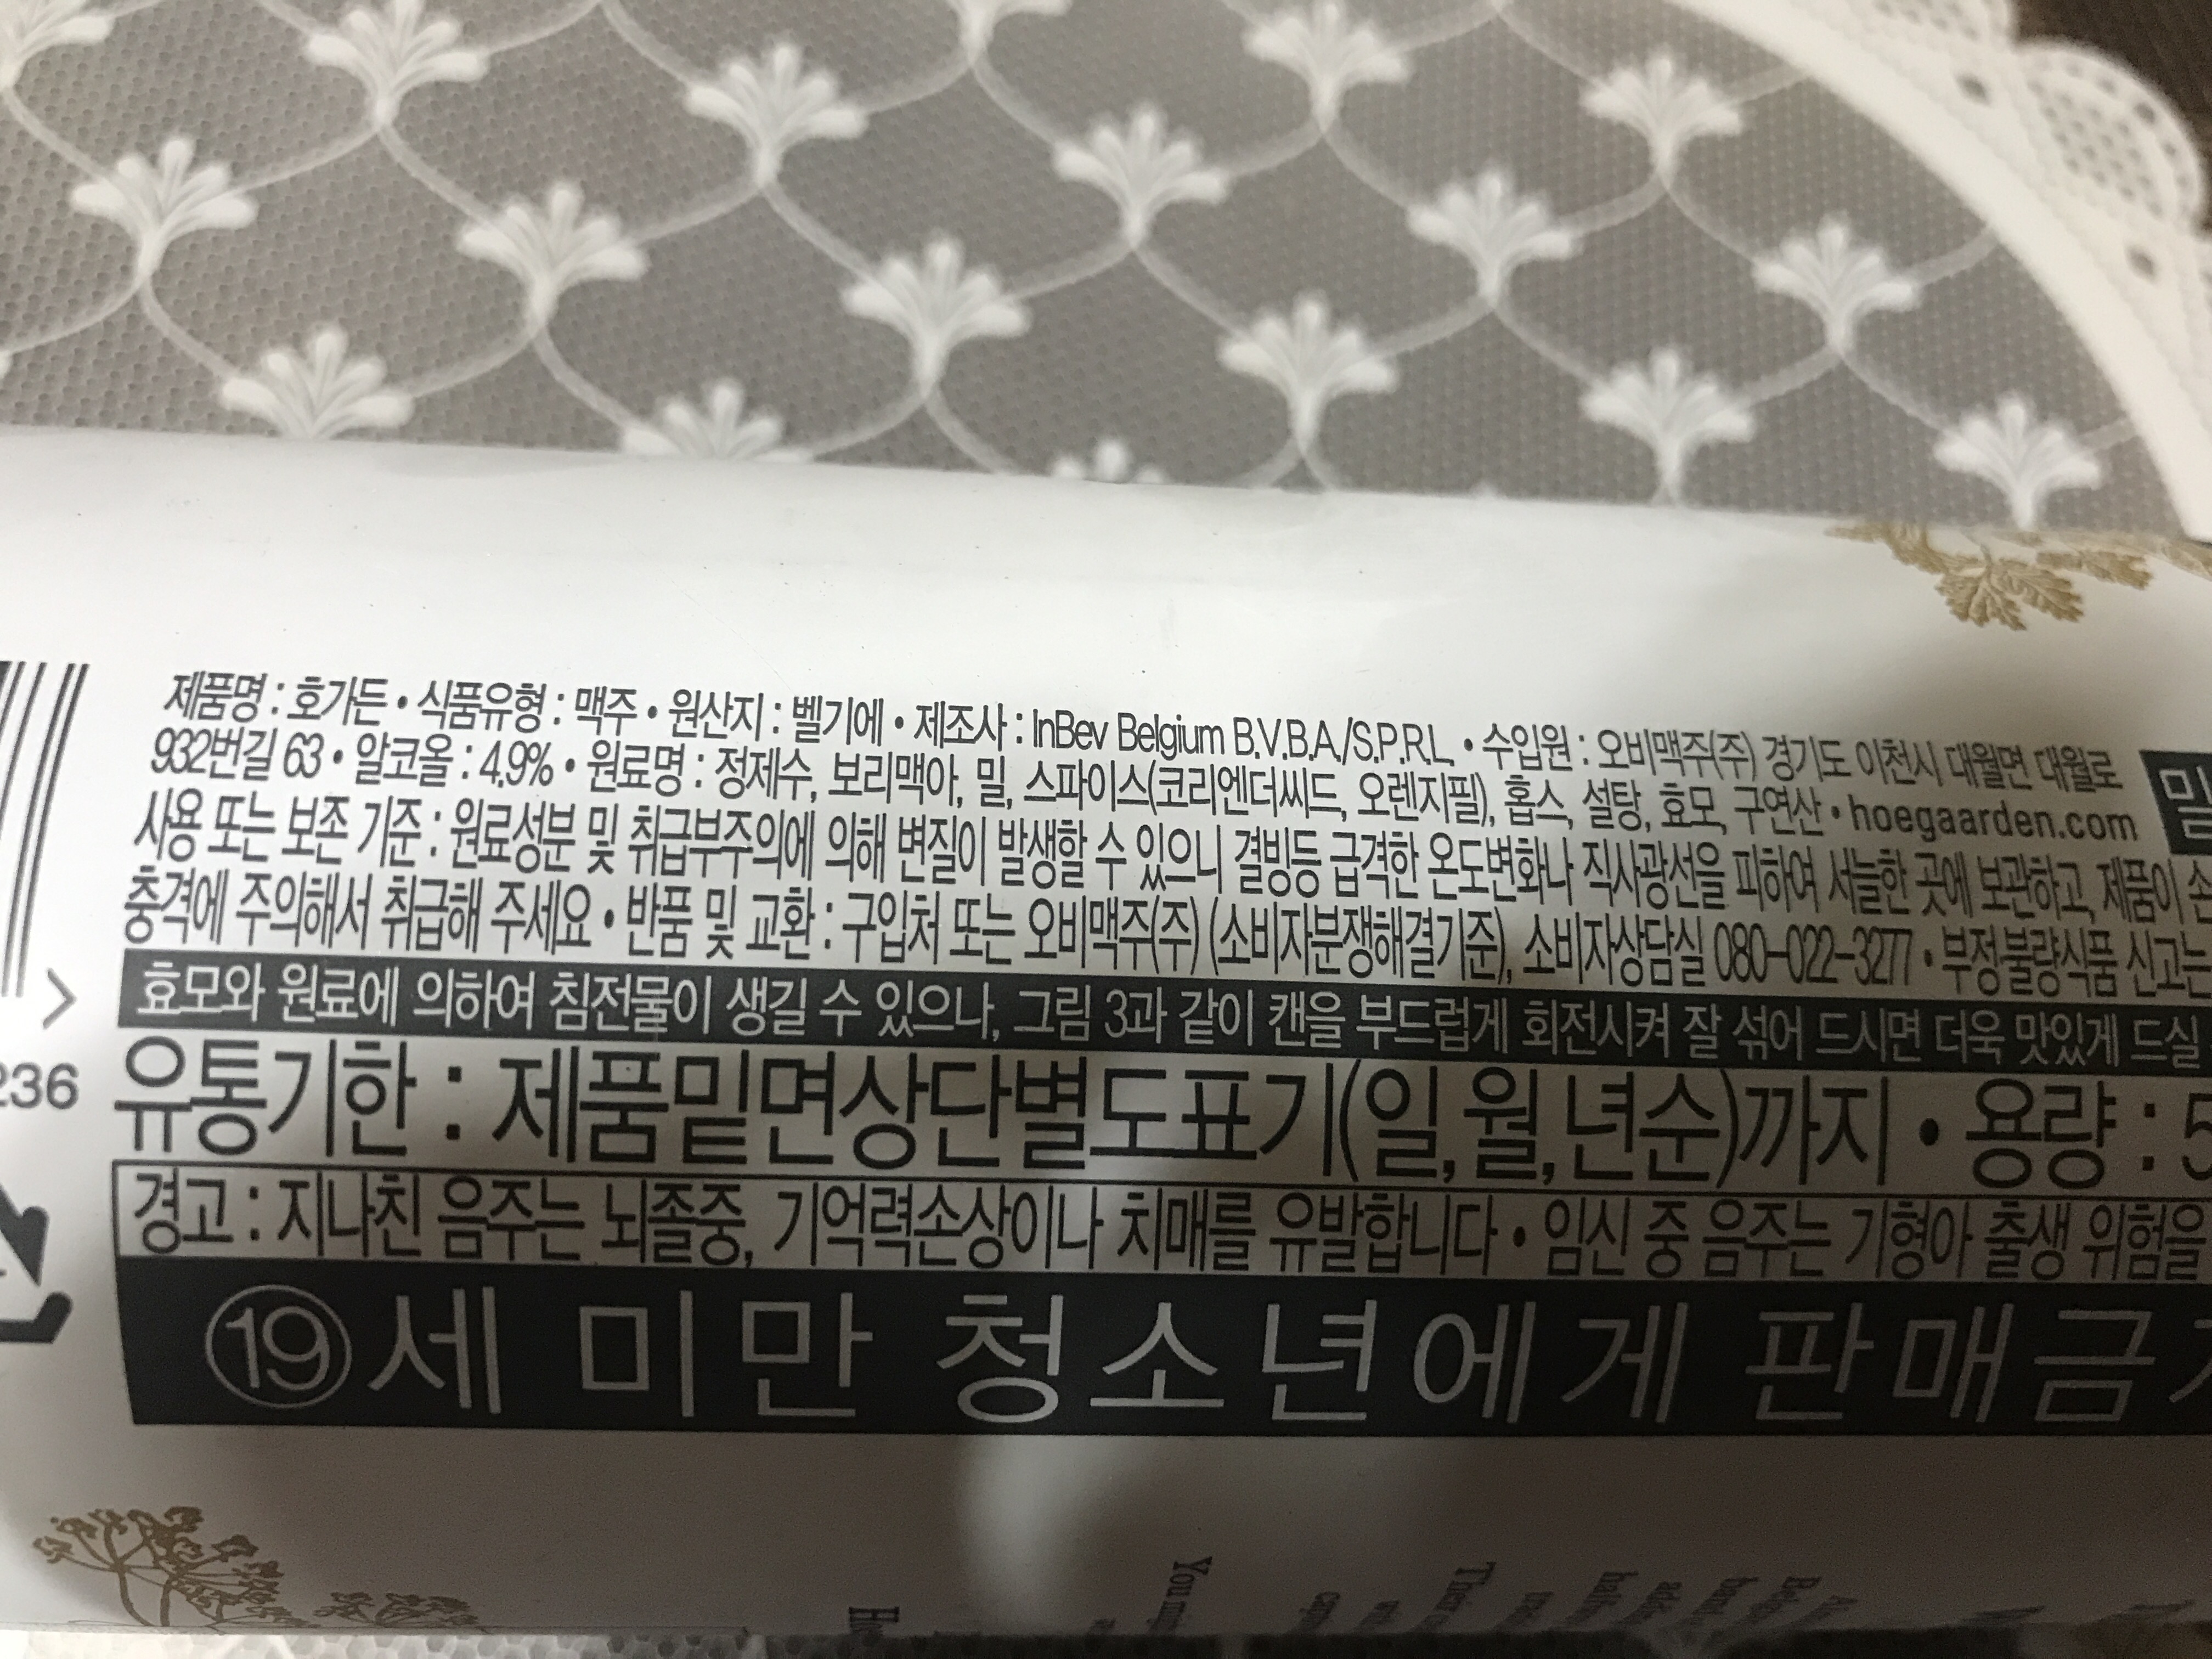 제품명 : 호가든 • 식품유형 : 맥주 • 원산지 : 벨기에 • 제조사 : InBev Belgium B.V.B.A./S.P.R.L. • 수입원 : 오비맥주(주) 경기도 이천시 대월면 대월로
932번길 63 • 알코올 : 4.9% • 원료명 : 정제수, 보리맥아, 밀, 스파이스(코리엔더씨드, 오렌지필), 홉스, 설탕, 효모, 구연산 • hoegaarden.com
밀
사용 또는 보존 기준 : 원료성분 및 취급부주의에 의해 변질이 발생할 수 있으니 결빙등 급격한 온도변화나 직사광선을 피하여 서늘한 곳에 보관하고, 제품이
충격에 주의해서 취급해 주세요 • 반품 및 교환 : 구입처 또는 오비맥주(주) (소비자분쟁해결기준), 소비자상담실 080-022-3277 • 부정·불량식품 신고는
효모와 원료에 의하여 침전물이 생길 수 있으나, 그림 3과 같이 캔을 부드럽게 회전시켜 잘 섞어 드시면 더욱 맛있게 드실
236
유통기한 : 제품밑면상단별도표기(일,월,년순)까지 • 용량 : 5
경고 : 지나친 음주는 뇌졸중, 기억력손상이나 치매를 유발합니다 • 임신 중 음주는 기형아 출생 위험을
⑲세 미만 청소년에게 판매금